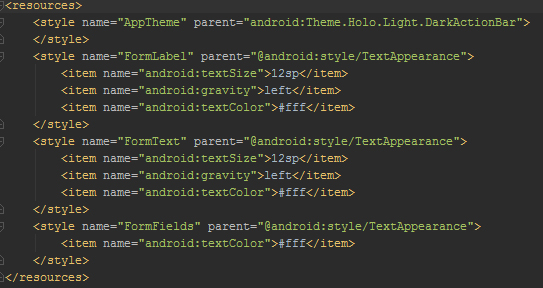 <resources>
<style name="AppTheme" parent="android:Theme.Holo.Light.DarkActionBar">
</style>
<style name="FormLabel" parent="@android:style/TextAppearance">
<item name="android:textSize">12sp</item>
<item name="android:gravity">left</item>
<item name="android:textColor">#fff</item>
</style>
<style name="FormText" parent="@android:style/TextAppearance">
<item name="android:textSize">12sp</item>
<item name="android:gravity">left</item>
<item name="android:textColor">#fff</item>
</style>
<style name="FormFields" parent="@android:style/TextAppearance">
<item name="android:textColor">#fff</item>
</style>
</resources>